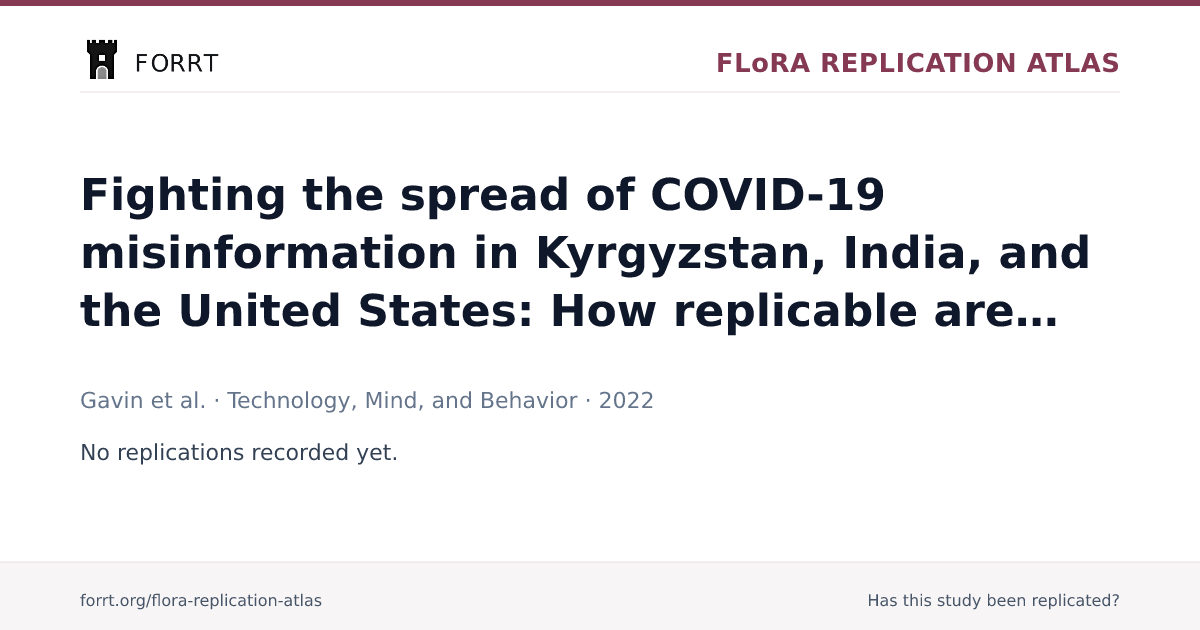 FORRT
FLoRA REPLICATION ATLAS
Fighting the spread of COVID-19
misinformation in Kyrgyzstan, India, and
the United States: How replicable are…
Gavin et al. · Technology, Mind, and Behavior · 2022
No replications recorded yet.
forrt.org/flora-replication-atlas
Has this study been replicated?